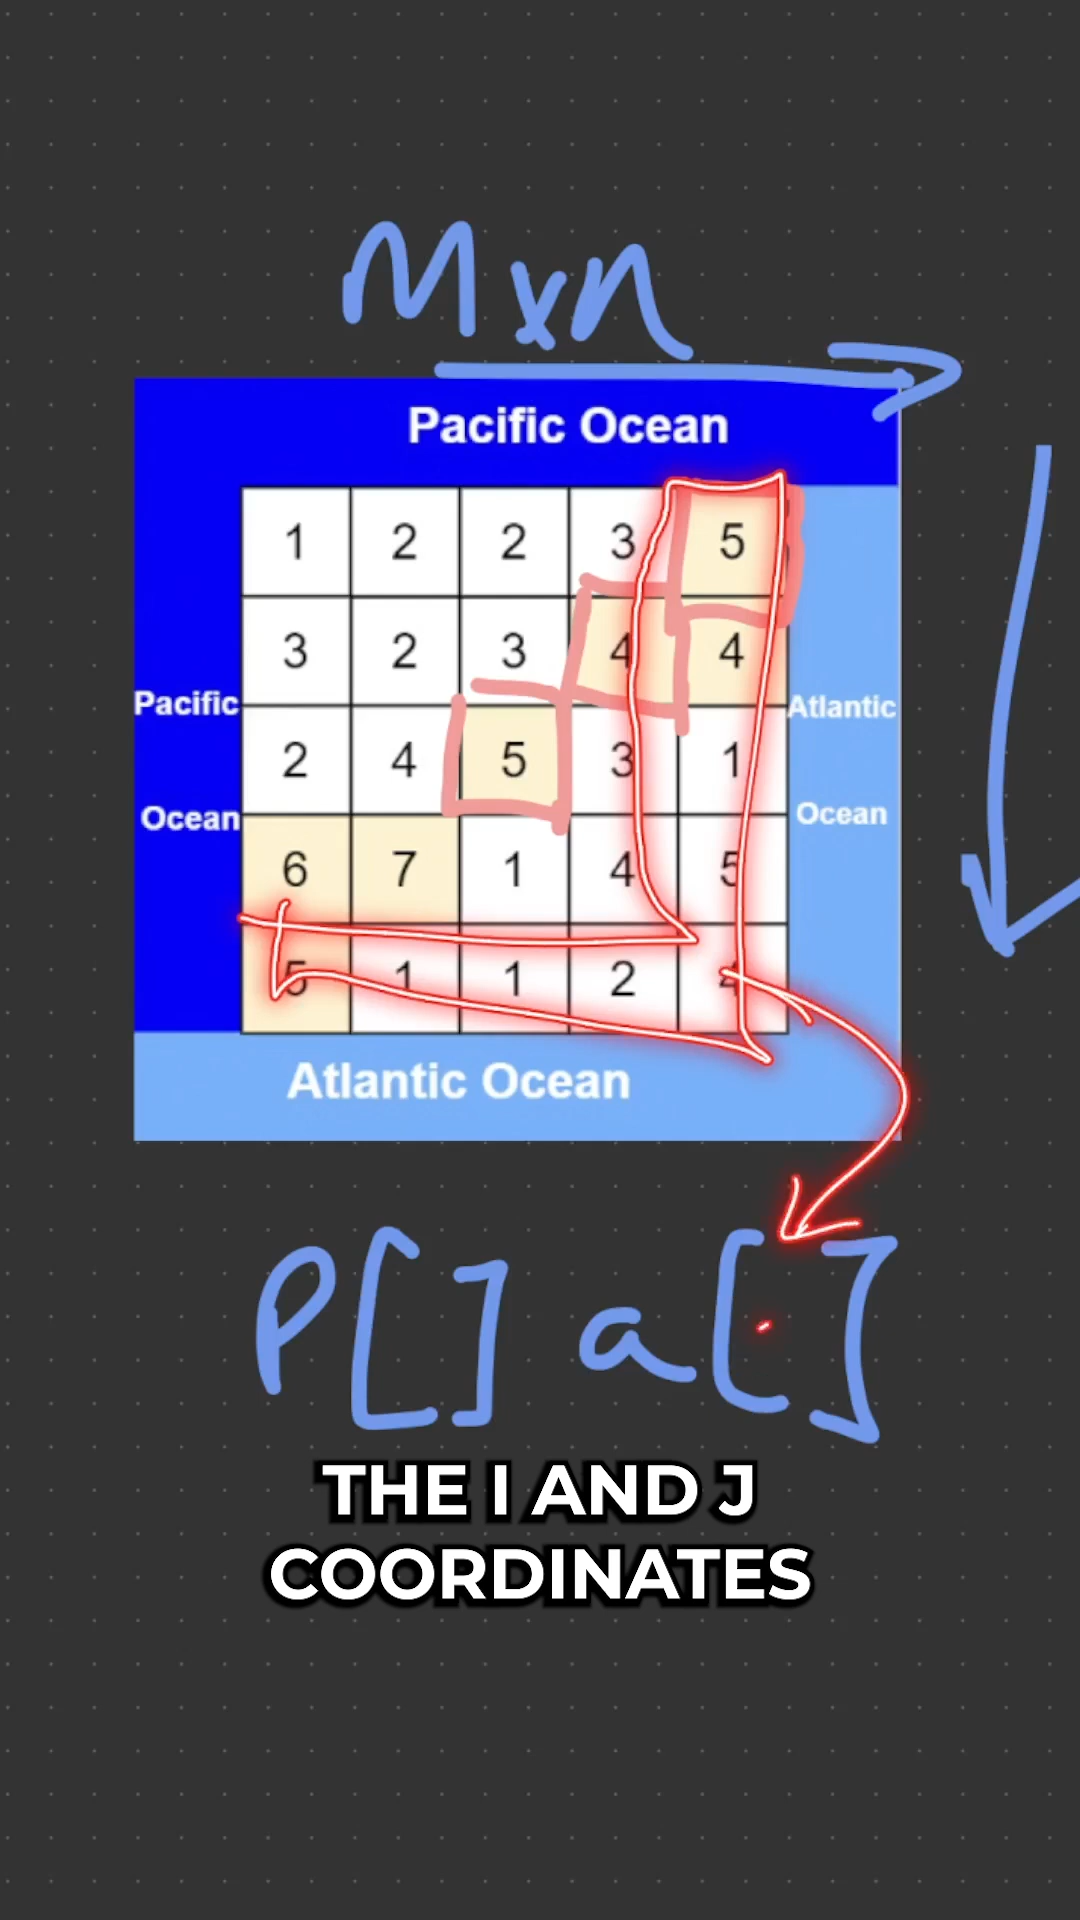 Mxn
Pacific Ocean
1 2 2 3 5
3 2 3 4 4
Pacific Atlantic
2 4 5 3 1
Ocean Ocean
6 7 1 4 5
5 1 1 2 4
Atlantic Ocean
P[] a[]
THE I AND J
COORDINATES